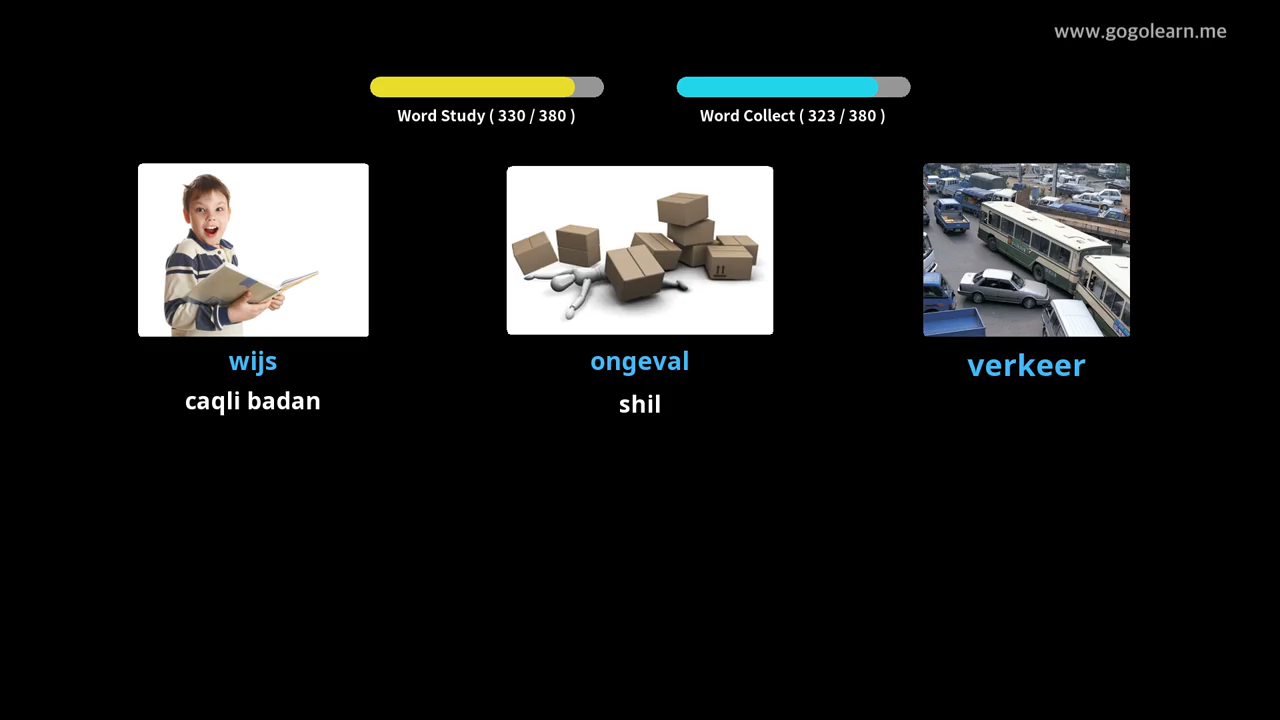 www.gogolearn.me
Word Study ( 330 / 380 )
Word Collect ( 323 / 380 )
wijs
caqli badan
ongeval
shil
verkeer